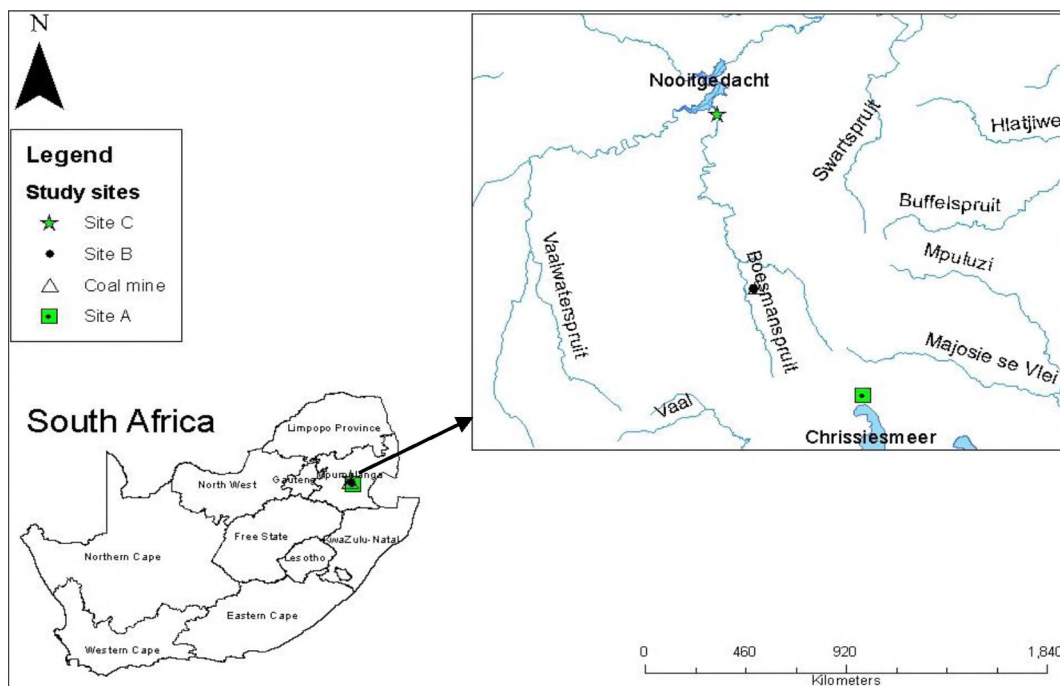 N
Legend
Study sites
Site C
Site B
Coal mine
Site A
Nooitgedacht
Swartspruit
Hlatjiwe
Buffelspruit
Mpuluzi
Vaalwaterspruit
Boesmanspruit
Majosie se Vlei
Vaal
Chrissiesmeer
South Africa
Limpopo Province
North West
Gauteng
Mpumalanga
Free State
KwaZulu-Natal
Lesotho
Northern Cape
Eastern Cape
Western Cape
0 460 920 1,840
Kilometers